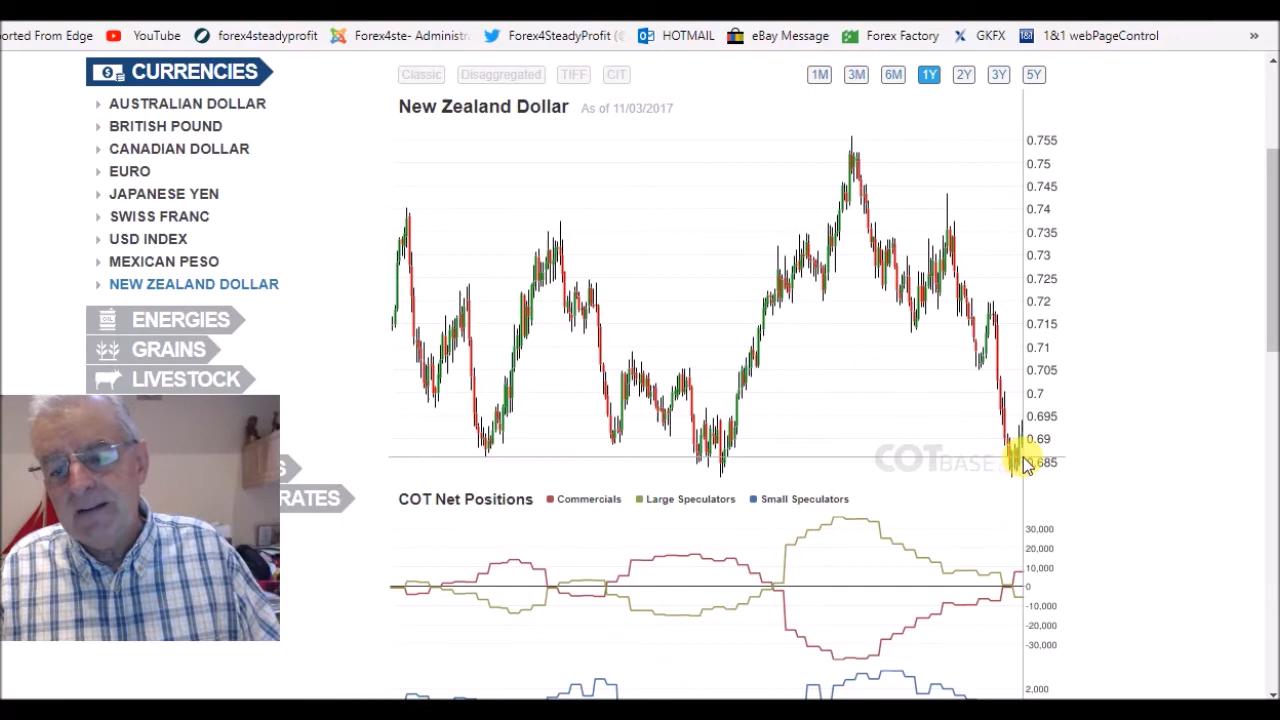 orted From Edge YouTube forex4steadyprofit Forex4ste- Administra Forex4SteadyProfit (@ HOTMAIL eBay Message Forex Factory GKFX 1&1 webPageControl »
CURRENCIES
AUSTRALIAN DOLLAR
BRITISH POUND
CANADIAN DOLLAR
EURO
JAPANESE YEN
SWISS FRANC
USD INDEX
MEXICAN PESO
NEW ZEALAND DOLLAR
OIL ENERGIES
GRAINS
LIVESTOCK
S
RATES
Classic Disaggregated TIFF CIT 1M 3M 6M 1Y 2Y 3Y 5Y
New Zealand Dollar As of 11/03/2017
0.755
0.75
0.745
0.74
0.735
0.73
0.725
0.72
0.715
0.71
0.705
0.7
0.695
0.69
0.685
COTBASE
COT Net Positions Commercials Large Speculators Small Speculators
30,000
20,000
10,000
0
-10,000
-20,000
-30,000
2,000